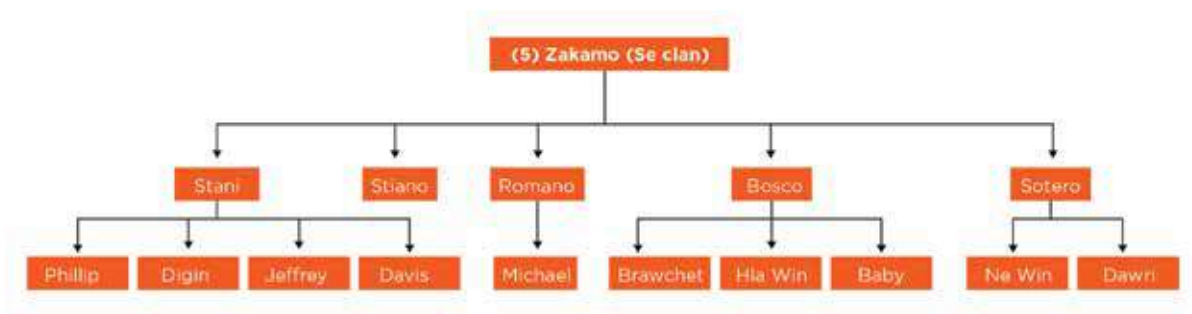 (5) Zakamo (Se clan)
Stani Stiano Romano Bosco Sotero
Phillip Digin Jeffrey Davis Michael Brawchet Hla Win Baby Ne Win Dawn